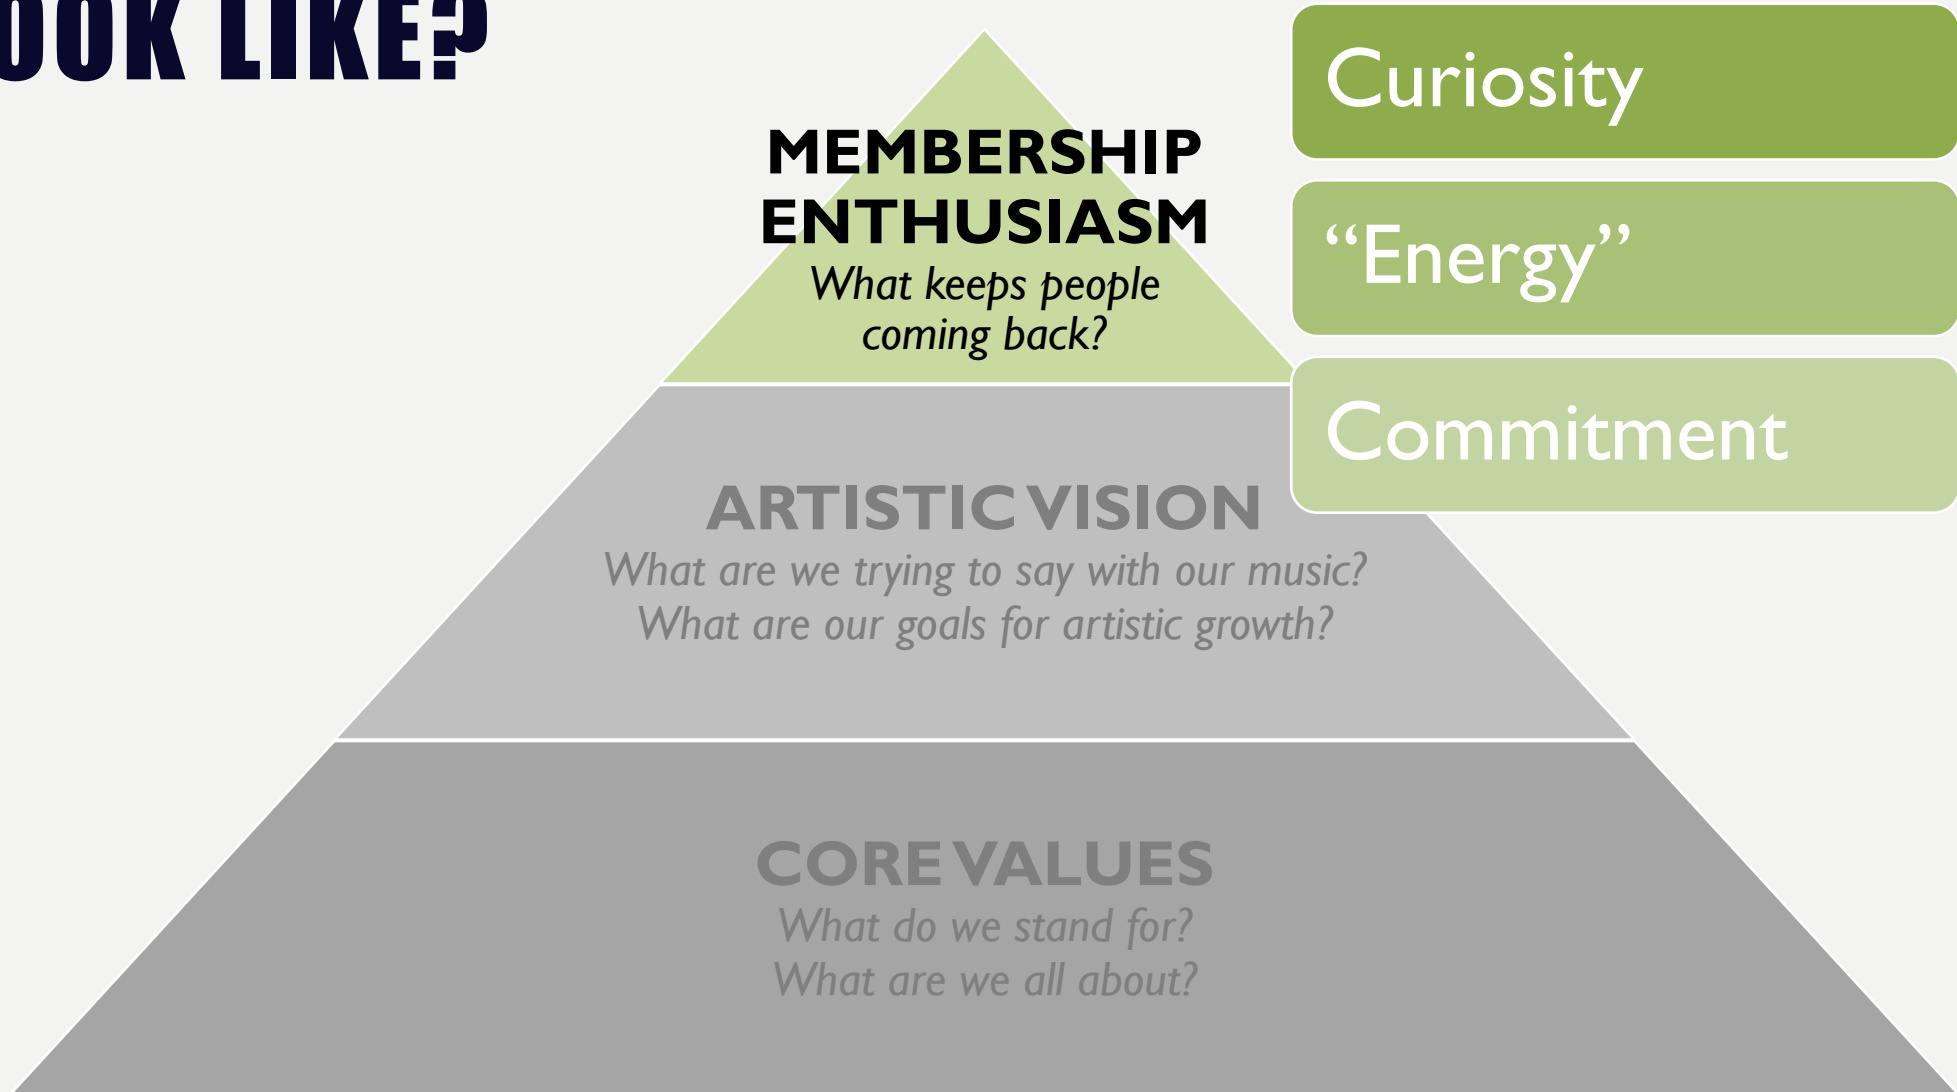 OOK LIKE?
MEMBERSHIP
ENTHUSIASM
What keeps people
coming back?
Curiosity
“Energy”
Commitment
ARTISTIC VISION
What are we trying to say with our music?
What are our goals for artistic growth?
CORE VALUES
What do we stand for?
What are we all about?